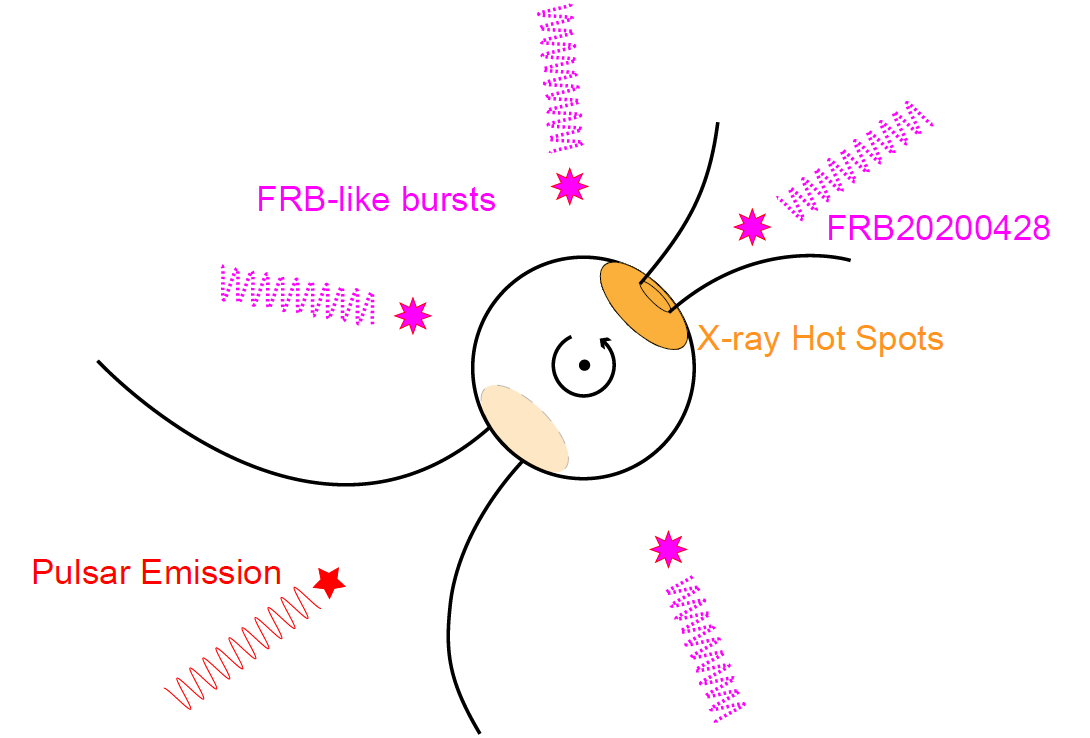 FRB-like bursts
FRB20200428
X-ray Hot Spots
Pulsar Emission